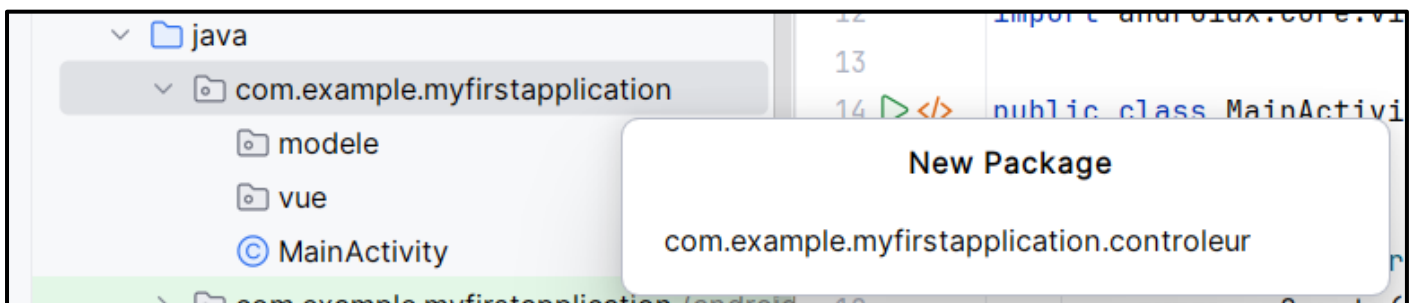 java
com.example.myfirstapplication
modele
vue
MainActivity
13
14
public class MainActivi
New Package
com.example.myfirstapplication.controleur